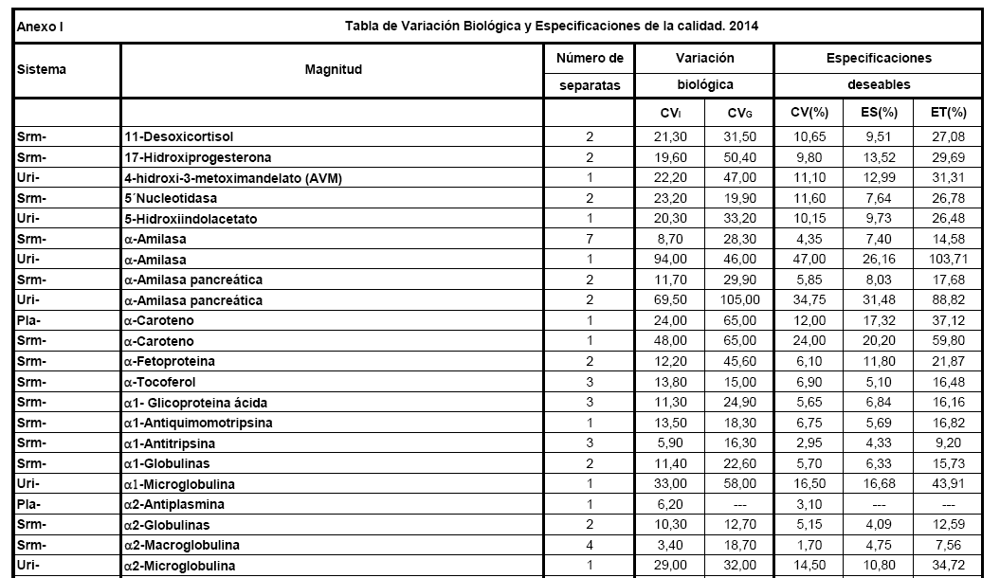 Anexo I Tabla de Variación Biológica y Especificaciones de la calidad. 2014
Sistema Magnitud Número de separatas Variación biológica Especificaciones deseables
CVI CVG CV(%) ES(%) ET(%)
Srm- 11-Desoxicortisol 2 21,30 31,50 10,65 9,51 27,08
Srm- 17-Hidroxiprogesterona 2 19,60 50,40 9,80 13,52 29,69
Uri- 4-hidroxi-3-metoximandelato (AVM) 1 22,20 47,00 11,10 12,99 31,31
Srm- 5´Nucleotidasa 2 23,20 19,90 11,60 7,64 26,78
Uri- 5-Hidroxiindolacetato 1 20,30 33,20 10,15 9,73 26,48
Srm- α-Amilasa 7 8,70 28,30 4,35 7,40 14,58
Uri- α-Amilasa 1 94,00 46,00 47,00 26,16 103,71
Srm- α-Amilasa pancreática 2 11,70 29,90 5,85 8,03 17,68
Uri- α-Amilasa pancreática 2 69,50 105,00 34,75 31,48 88,82
Pla- α-Caroteno 1 24,00 65,00 12,00 17,32 37,12
Srm- α-Caroteno 1 48,00 65,00 24,00 20,20 59,80
Srm- α-Fetoproteina 2 12,20 45,60 6,10 11,80 21,87
Srm- α-Tocoferol 3 13,80 15,00 6,90 5,10 16,48
Srm- α1- Glicoproteina ácida 3 11,30 24,90 5,65 6,84 16,16
Srm- α1-Antiquimomotripsina 1 13,50 18,30 6,75 5,69 16,82
Srm- α1-Antitripsina 3 5,90 16,30 2,95 4,33 9,20
Srm- α1-Globulinas 2 11,40 22,60 5,70 6,33 15,73
Uri- α1-Microglobulina 1 33,00 58,00 16,50 16,68 43,91
Pla- α2-Antiplasmina 1 6,20 --- 3,10 --- ---
Srm- α2-Globulinas 2 10,30 12,70 5,15 4,09 12,59
Srm- α2-Macroglobulina 4 3,40 18,70 1,70 4,75 7,56
Uri- α2-Microglobulina 1 29,00 32,00 14,50 10,80 34,72